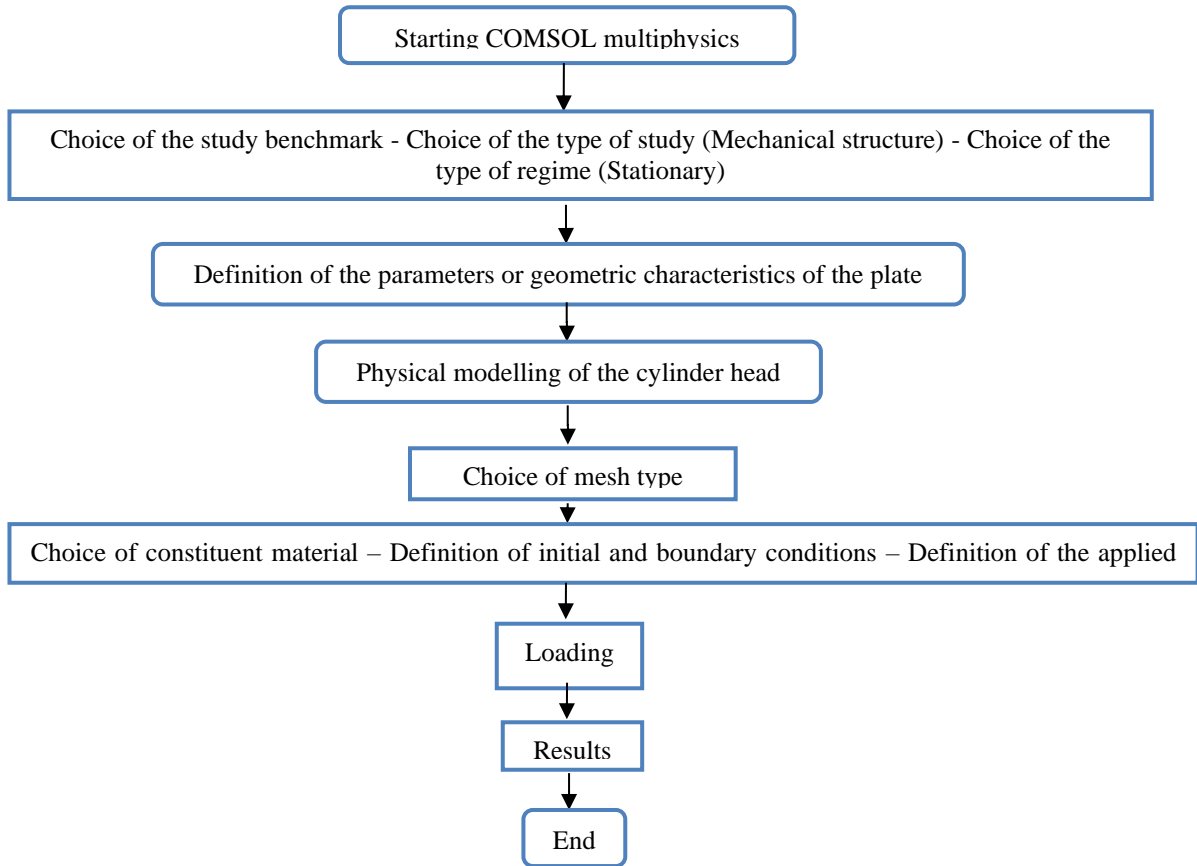 Starting COMSOL multiphysics
Choice of the study benchmark - Choice of the type of study (Mechanical structure) - Choice of the
type of regime (Stationary)
Definition of the parameters or geometric characteristics of the plate
Physical modelling of the cylinder head
Choice of mesh type
Choice of constituent material – Definition of initial and boundary conditions – Definition of the applied
Loading
Results
End